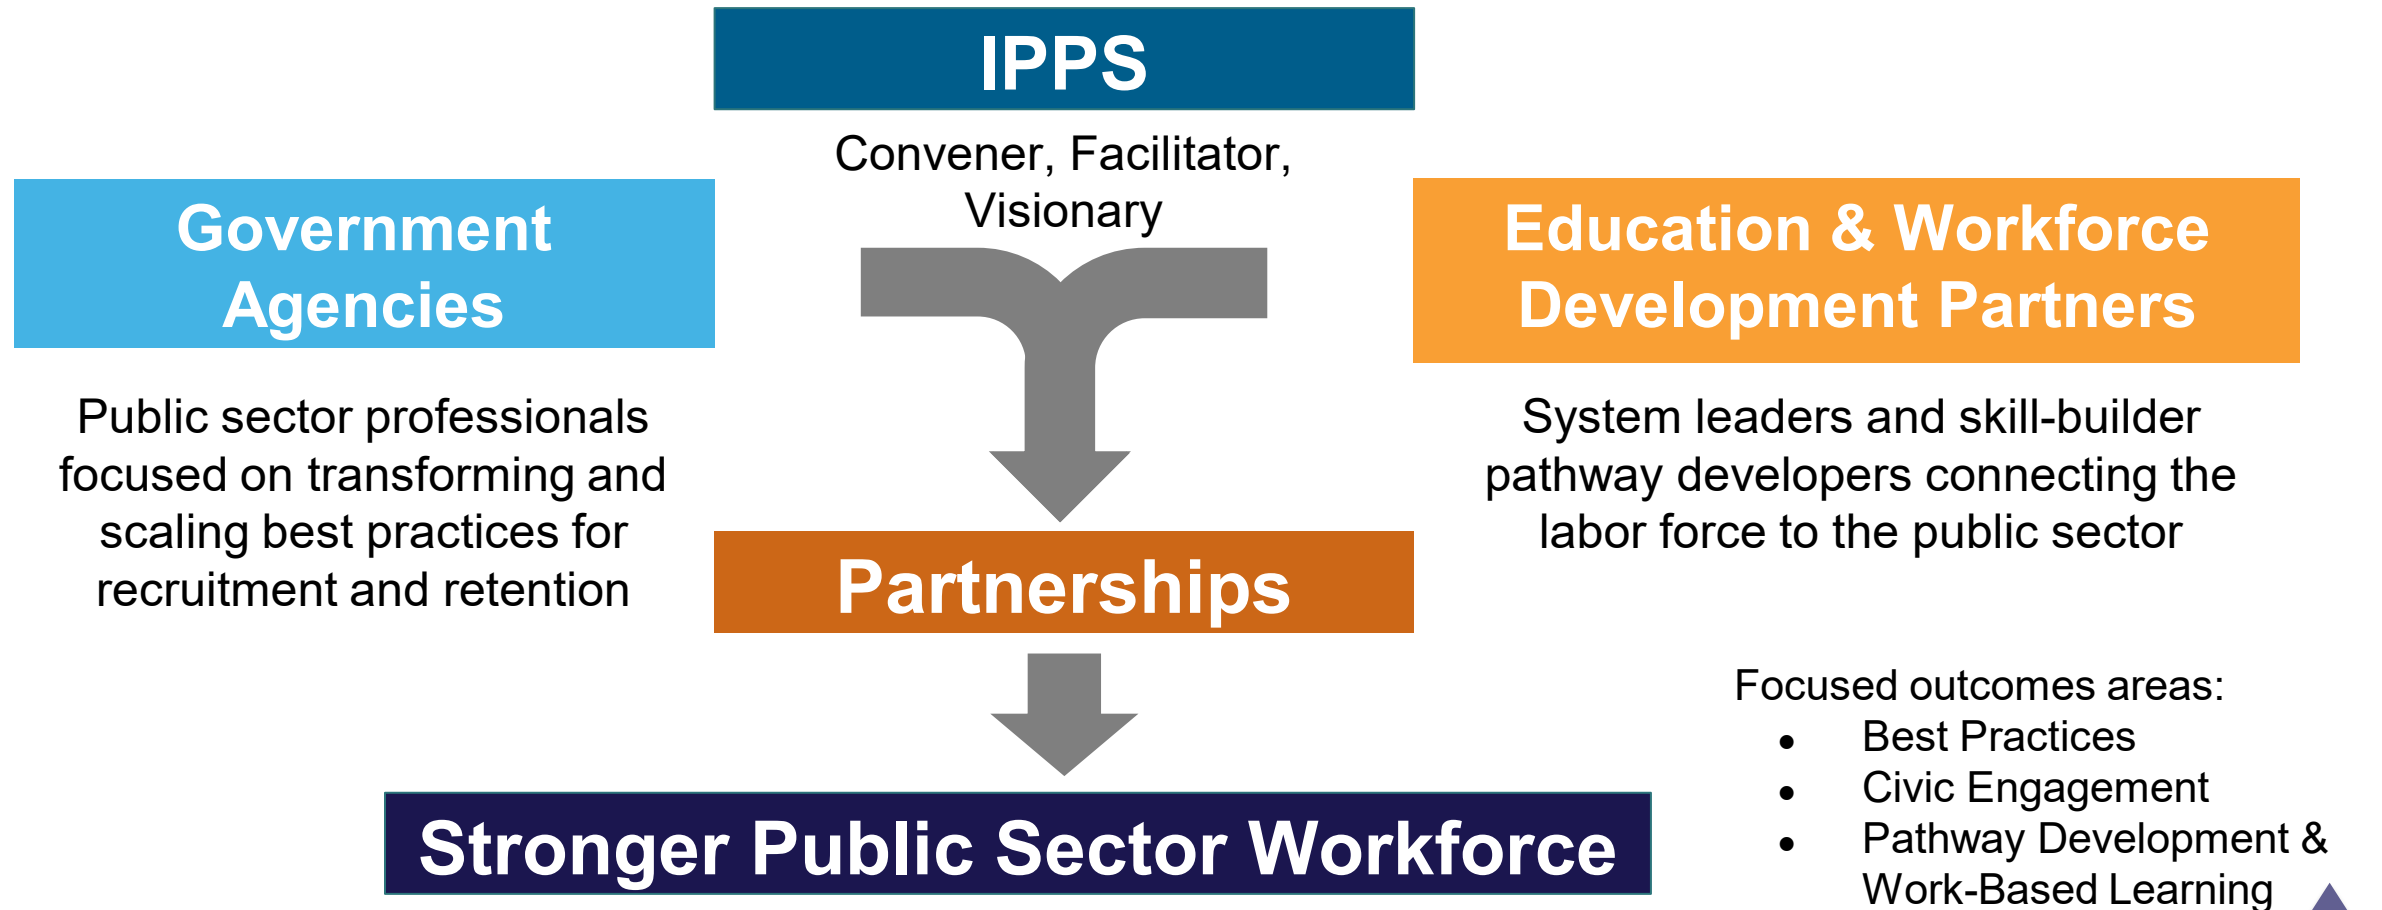 IPPS
Convener, Facilitator,
Visionary
Government
Agencies
Public sector professionals
focused on transforming and
scaling best practices for
recruitment and retention
Education & Workforce
Development Partners
System leaders and skill-builder
pathway developers connecting the
labor force to the public sector
Partnerships
Stronger Public Sector Workforce
Focused outcomes areas:
● Best Practices
● Civic Engagement
● Pathway Development &
Work-Based Learning